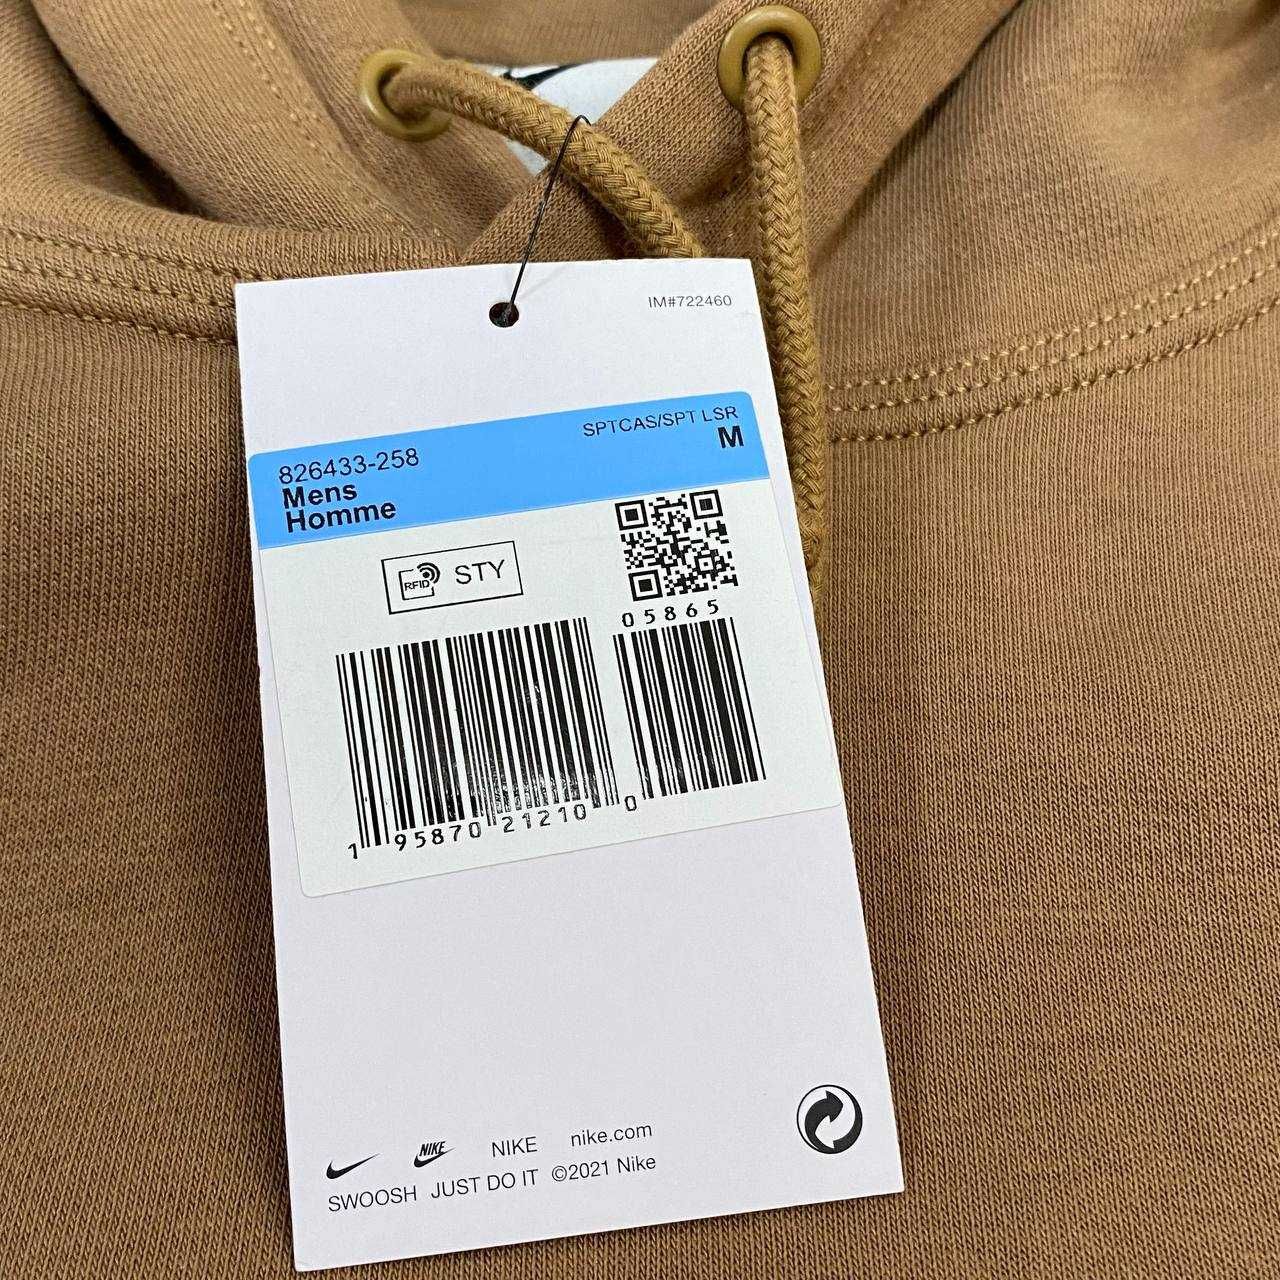 IM#722460
SPTCAS/SPT LSR
M
826433-258
Mens
Homme
RFID STY
05865
1 95870 21210 0
NIKE NIKE nike.com
SWOOSH JUST DO IT ©2021 Nike